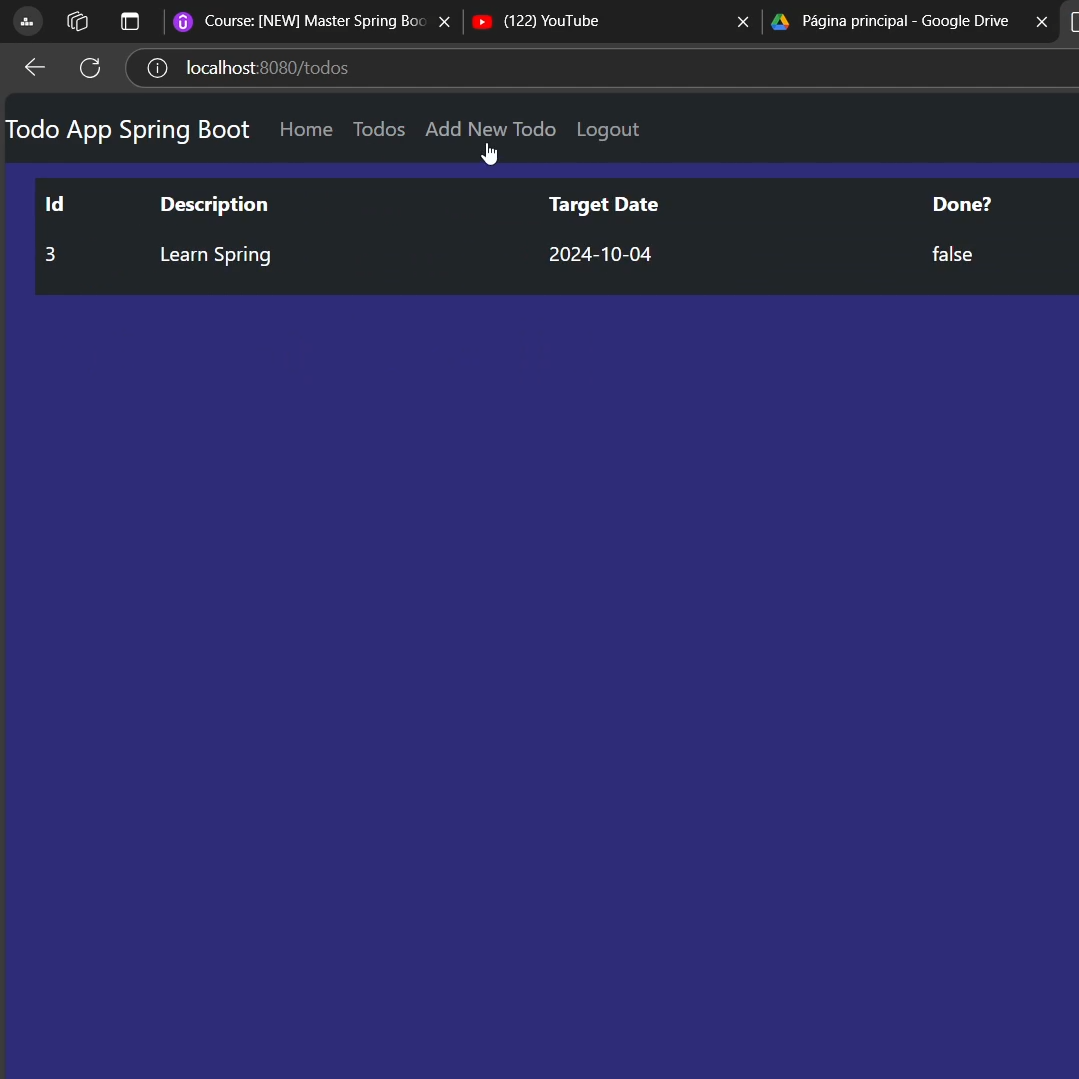 Course: [NEW] Master Spring Boo
(122) YouTube
Página principal - Google Drive
localhost:8080/todos
Todo App Spring Boot Home Todos Add New Todo Logout
Id Description Target Date Done?
3 Learn Spring 2024-10-04 false